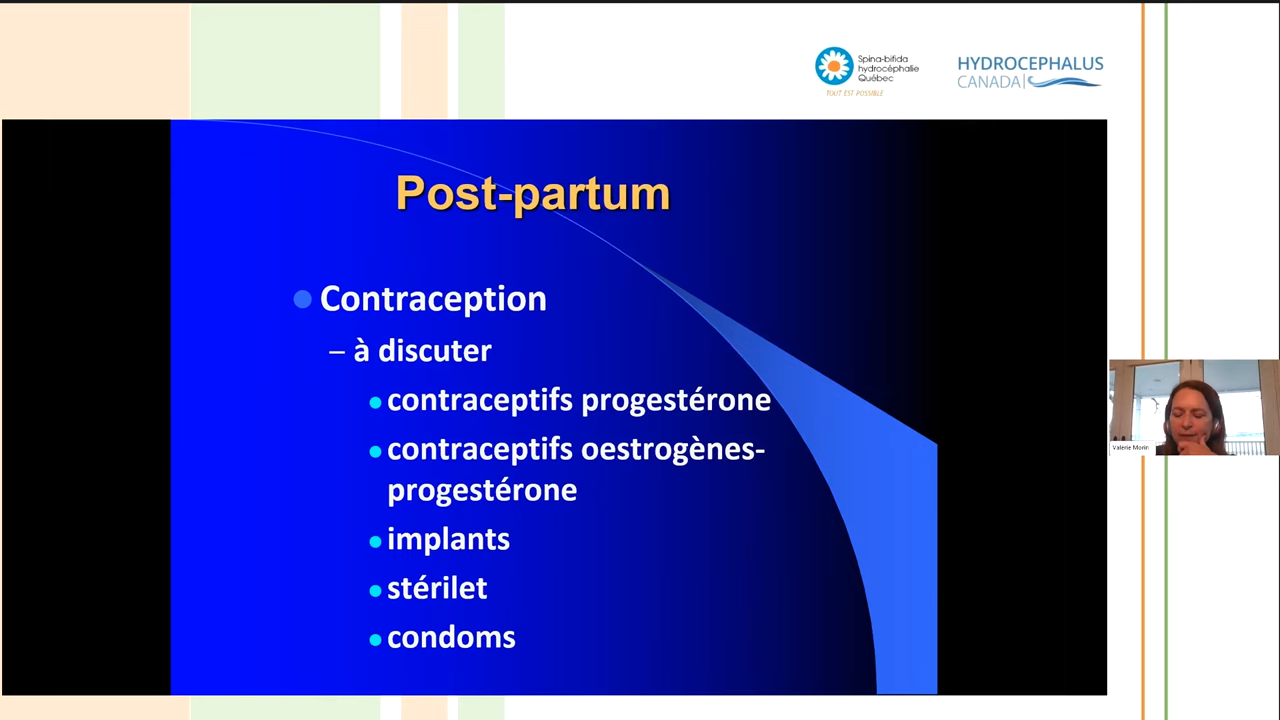 Spina-bifida
hydrocéphalie
Québec
TOUT EST POSSIBLE
HYDROCEPHALUS
CANADA
Post-partum
Contraception
– à discuter
contraceptifs progestérone
contraceptifs oestrogènes-
progestérone
implants
stérilet
condoms
Valérie Morin